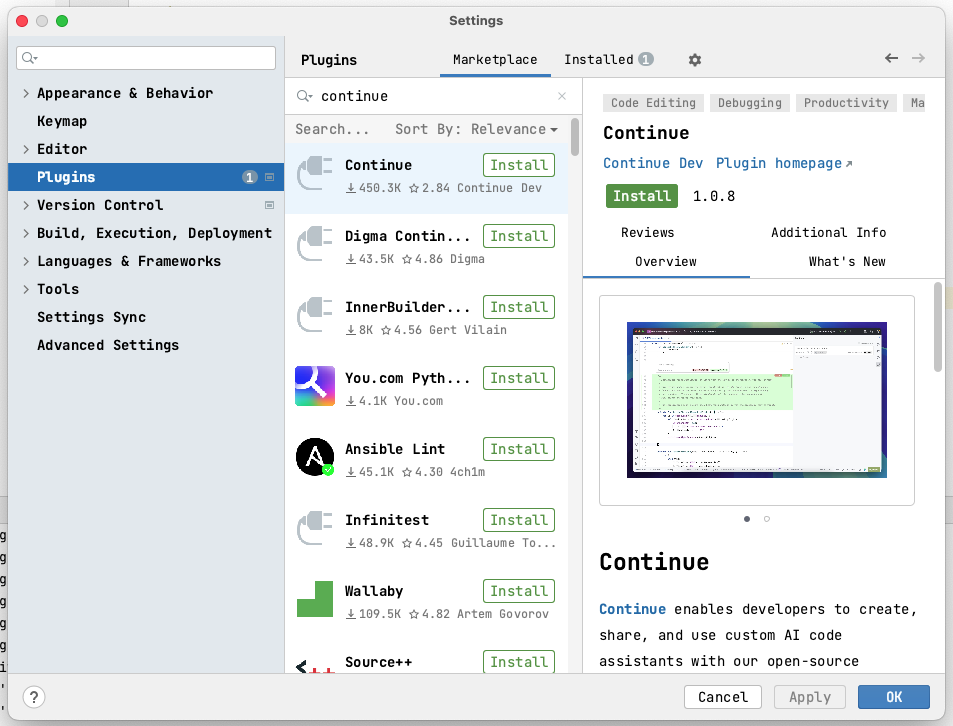 Settings
Appearance & Behavior
Keymap
Editor
Plugins 1
Version Control
Build, Execution, Deployment
Languages & Frameworks
Tools
Settings Sync
Advanced Settings
Plugins
Marketplace
Installed 1
continue
Search... Sort By: Relevance
Continue Install
450.3K 2.84 Continue Dev
Digma Contin... Install
43.5K 4.86 Digma
InnerBuilder... Install
8K 4.56 Gert Vilain
You.com Pyth... Install
4.1K You.com
Ansible Lint Install
45.1K 4.30 4ch1m
Infinitest Install
48.9K 4.45 Guillaume To...
Wallaby Install
109.5K 4.82 Artem Govorov
Source++ Install
Code Editing Debugging Productivity Ma
Continue
Continue Dev Plugin homepage
Install 1.0.8
Reviews Additional Info
Overview What's New
Continue
Continue enables developers to create,
share, and use custom AI code
assistants with our open-source
? Cancel Apply OK